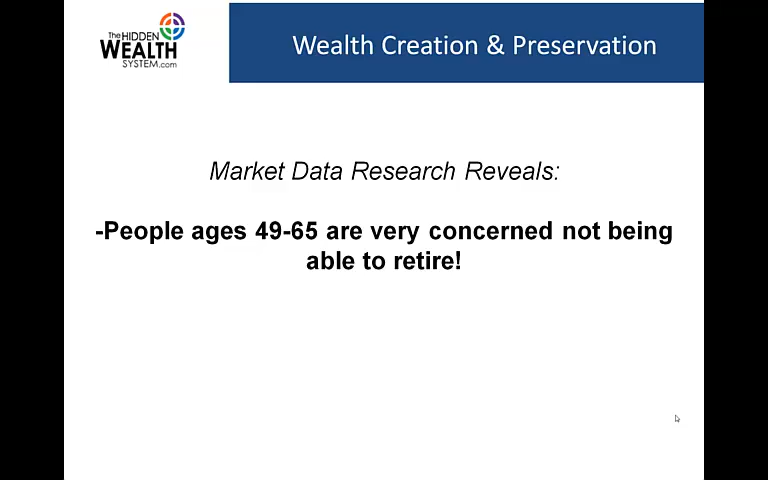 The HIDDEN
WEALTH
SYSTEM.com
Wealth Creation & Preservation
Market Data Research Reveals:
-People ages 49-65 are very concerned not being
able to retire!